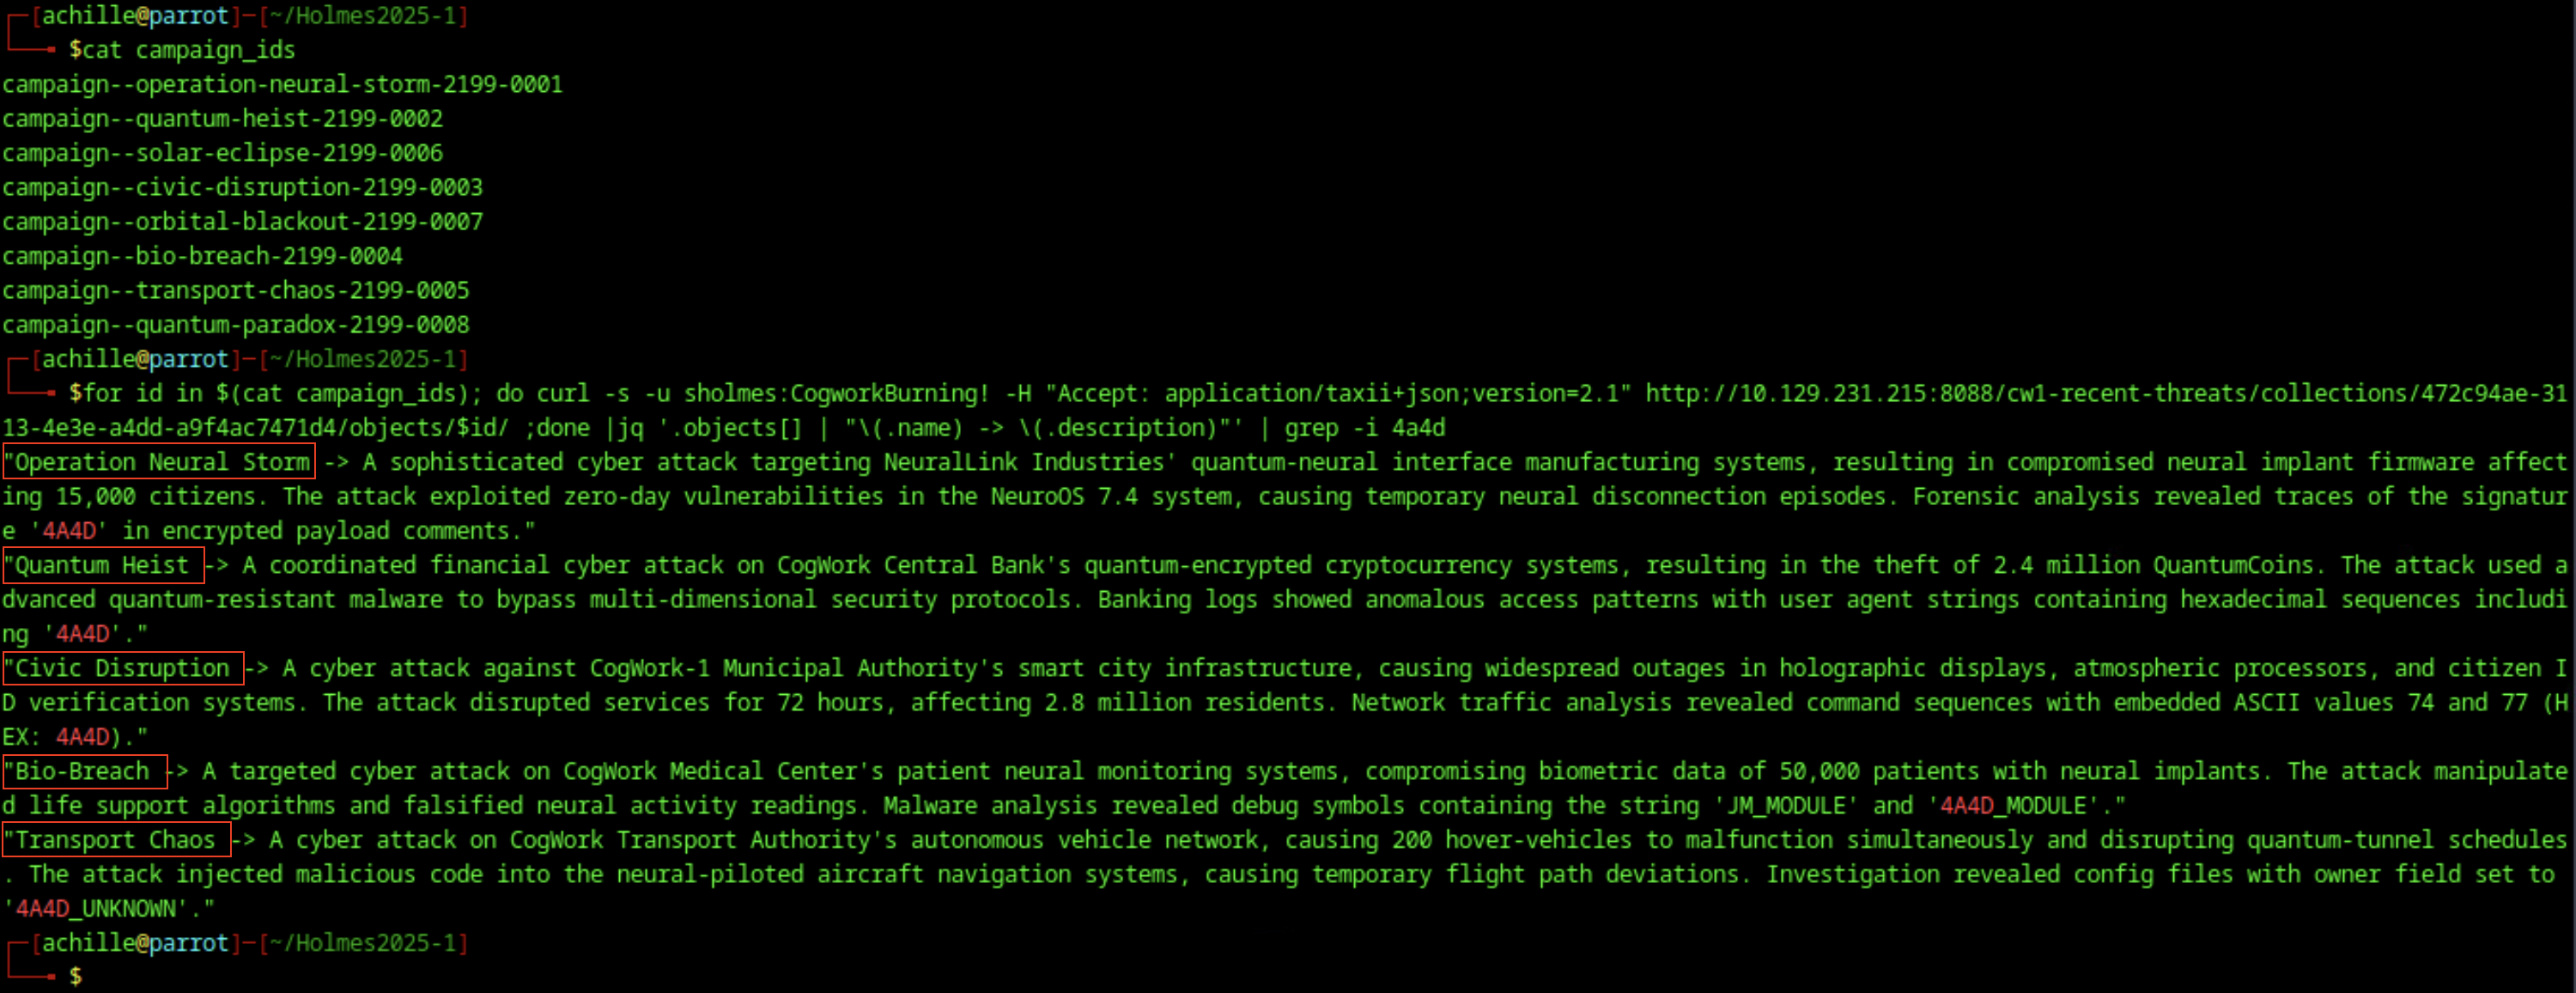 ┌─[achille@parrot]─[~/Holmes2025-1]
└──╼ $cat campaign_ids
campaign--operation-neural-storm-2199-0001
campaign--quantum-heist-2199-0002
campaign--solar-eclipse-2199-0006
campaign--civic-disruption-2199-0003
campaign--orbital-blackout-2199-0007
campaign--bio-breach-2199-0004
campaign--transport-chaos-2199-0005
campaign--quantum-paradox-2199-0008
┌─[achille@parrot]─[~/Holmes2025-1]
└──╼ $for id in $(cat campaign_ids); do curl -s -u sholmes:CogworkBurning! -H "Accept: application/taxii+json;version=2.1" http://10.129.231.215:8088/cw1-recent-threats/collections/472c94ae-31
13-4e3e-a4dd-a9f4ac7471d4/objects/$id/ ;done |jq '.objects[] | "\(.name) -> \(.description)"' | grep -i 4a4d
"Operation Neural Storm -> A sophisticated cyber attack targeting NeuralLink Industries' quantum-neural interface manufacturing systems, resulting in compromised neural implant firmware affect
ing 15,000 citizens. The attack exploited zero-day vulnerabilities in the NeuroOS 7.4 system, causing temporary neural disconnection episodes. Forensic analysis revealed traces of the signatur
e '4A4D' in encrypted payload comments."
"Quantum Heist -> A coordinated financial cyber attack on CogWork Central Bank's quantum-encrypted cryptocurrency systems, resulting in the theft of 2.4 million QuantumCoins. The attack used a
dvanced quantum-resistant malware to bypass multi-dimensional security protocols. Banking logs showed anomalous access patterns with user agent strings containing hexadecimal sequences includi
ng '4A4D'."
"Civic Disruption -> A cyber attack against CogWork-1 Municipal Authority's smart city infrastructure, causing widespread outages in holographic displays, atmospheric processors, and citizen I
D verification systems. The attack disrupted services for 72 hours, affecting 2.8 million residents. Network traffic analysis revealed command sequences with embedded ASCII values 74 and 77 (H
EX: 4A4D)."
"Bio-Breach -> A targeted cyber attack on CogWork Medical Center's patient neural monitoring systems, compromising biometric data of 50,000 patients with neural implants. The attack manipulate
d life support algorithms and falsified neural activity readings. Malware analysis revealed debug symbols containing the string 'JM_MODULE' and '4A4D_MODULE'."
"Transport Chaos -> A cyber attack on CogWork Transport Authority's autonomous vehicle network, causing 200 hover-vehicles to malfunction simultaneously and disrupting quantum-tunnel schedules
. The attack injected malicious code into the neural-piloted aircraft navigation systems, causing temporary flight path deviations. Investigation revealed config files with owner field set to
'4A4D_UNKNOWN'."
┌─[achille@parrot]─[~/Holmes2025-1]
└──╼ $